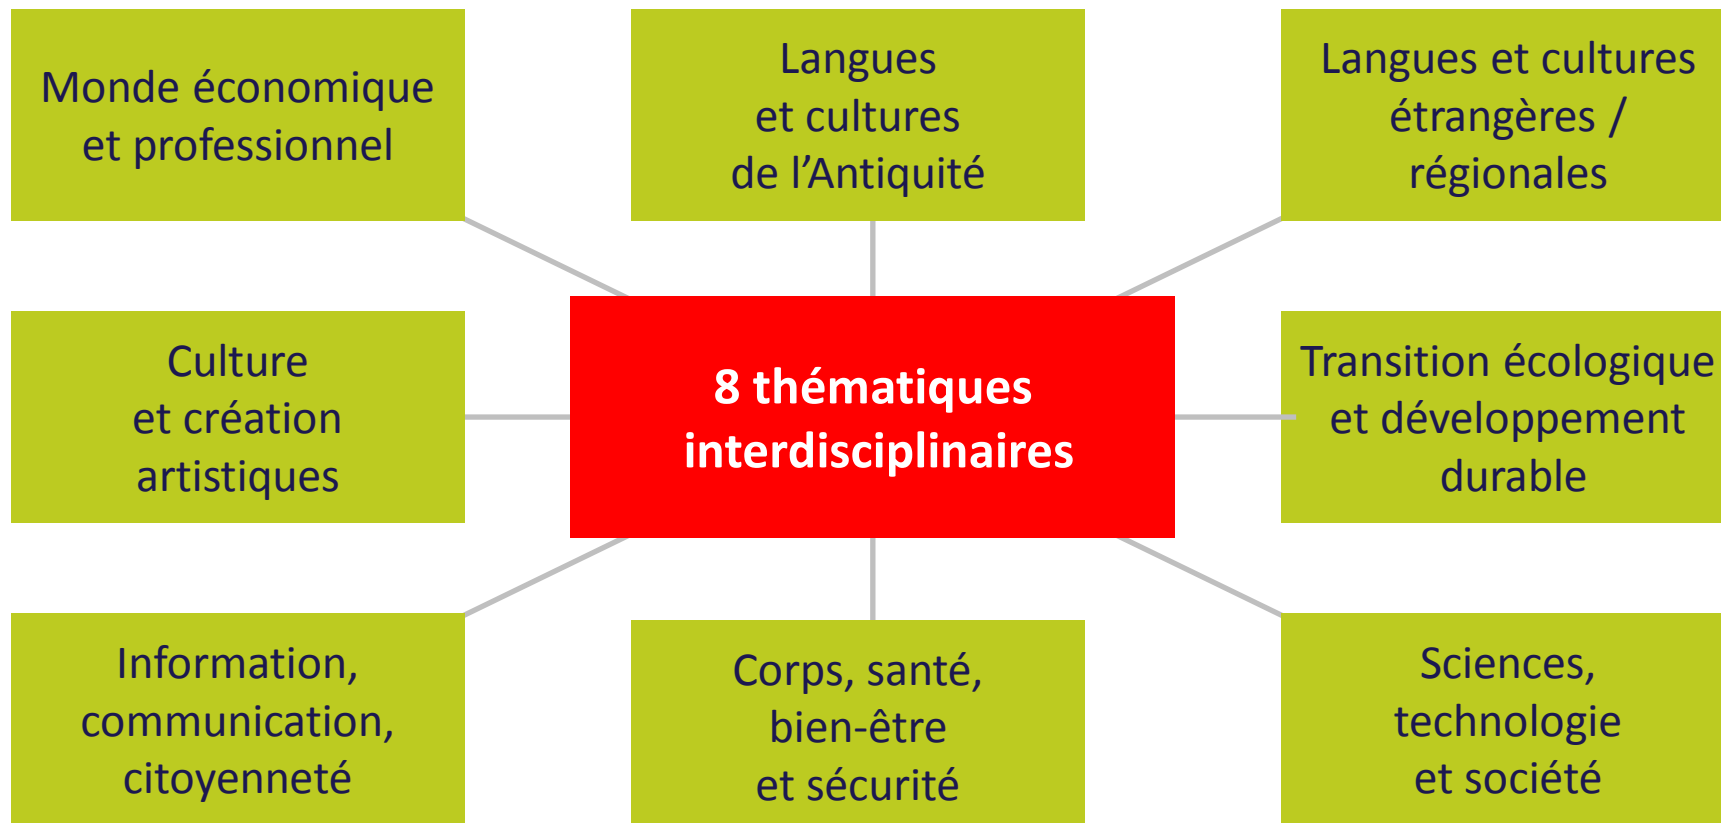 Monde économique
et professionnel
Langues
et cultures
de l’Antiquité
Langues et cultures
étrangères /
régionales
Culture
et création
artistiques
8 thématiques
interdisciplinaires
Transition écologique
et développement
durable
Information,
communication,
citoyenneté
Corps, santé,
bien-être
et sécurité
Sciences,
technologie
et société